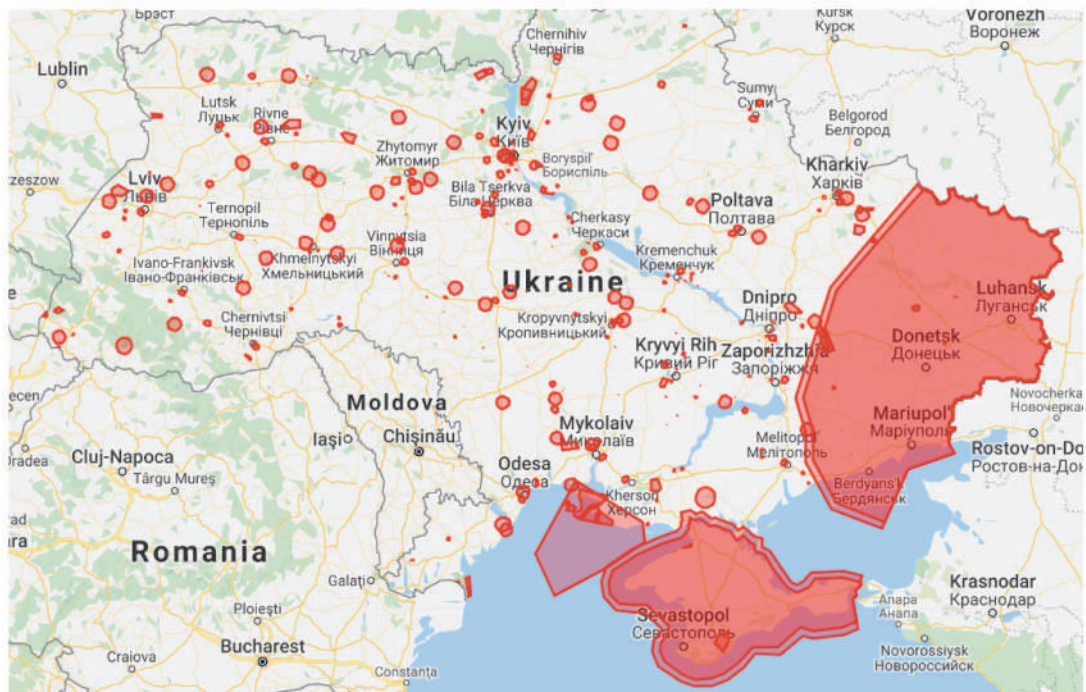 Брэст
Chernihiv
Чернігів
Kursk
Курск
Voronezh
Воронеж
Lublin
Lutsk
Луцьк
Rivne
Рівне
Sumy
Суми
Belgorod
Белгород
Kyiv
Київ
Zhytomyr
Житомир
Boryspil'
Бориспіль
Kharkiv
Харків
zeszow
Lviv
Львів
Bila Tserkva
Біла Церква
Ternopil
Тернопіль
Poltava
Полтава
Cherkasy
Черкаси
Vinnytsia
Вінниця
Khmelnytskyi
Хмельницький
Ivano-Frankivsk
Івано-Франківськ
Kremenchuk
Кременчук
Ukraine
Luhansk
Луганськ
Dnipro
Дніпро
Chernivtsi
Чернівці
Kropyvnytskyi
Кропивницький
Donetsk
Донецьк
Kryvyi Rih
Кривий Ріг
Zaporizhzhia
Запоріжжя
Novocherka
Новочеркас
Moldova
Mykolaiv
Миколаїв
Mariupol'
Маріуполь
Iași
Chișinău
Melitopol'
Мелітополь
Rostov-on-Do
Ростов-на-Дон
Oradea
Cluj-Napoca
Târgu Mureș
Odesa
Одеса
Kherson
Херсон
Berdyans'k
Бердянськ
Romania
Galați
Krasnodar
Краснодар
Anapa
Анапа
Ploiești
Sevastopol
Севастополь
Bucharest
Craiova
Constanța
Novorossiysk
Новороссийск